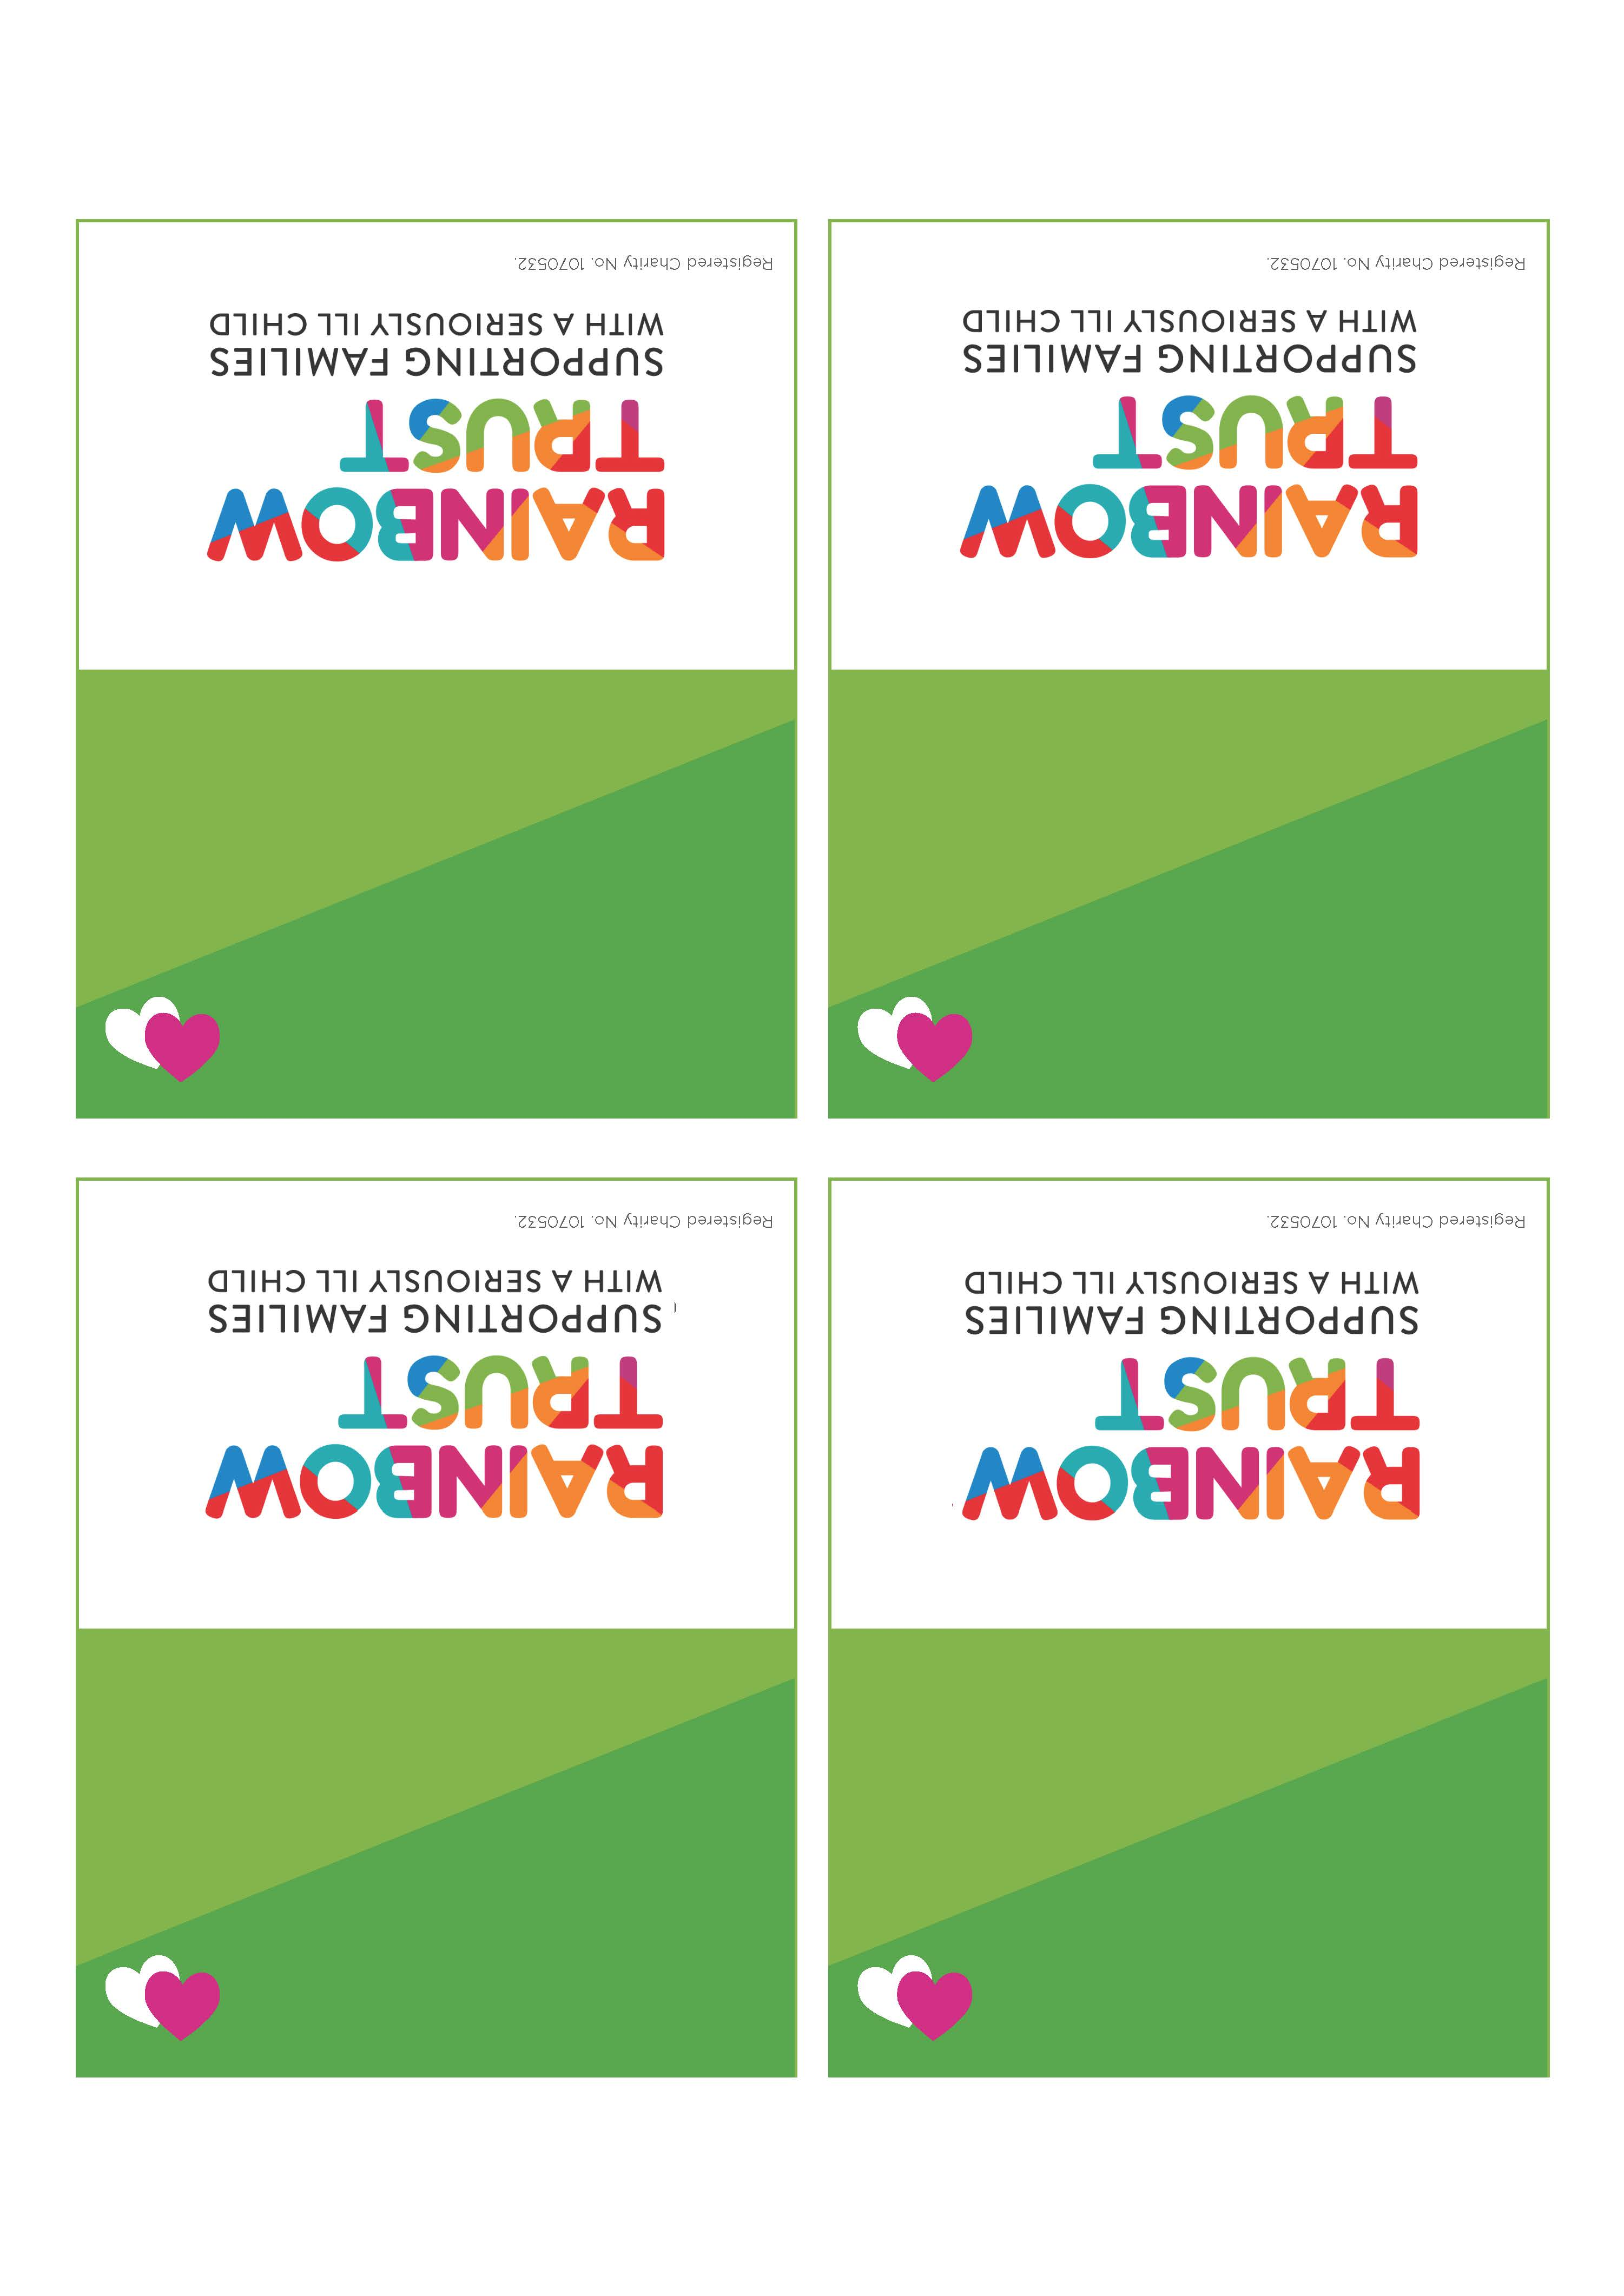 RAINBOW
TRUST
SUPPORTING FAMILIES
WITH A SERIOUSLY ILL CHILD
Registered Charity No. 1070532.
RAINBOW
TRUST
SUPPORTING FAMILIES
WITH A SERIOUSLY ILL CHILD
Registered Charity No. 1070532.
RAINBOW
TRUST
SUPPORTING FAMILIES
WITH A SERIOUSLY ILL CHILD
Registered Charity No. 1070532.
RAINBOW
TRUST
SUPPORTING FAMILIES
WITH A SERIOUSLY ILL CHILD
Registered Charity No. 1070532.